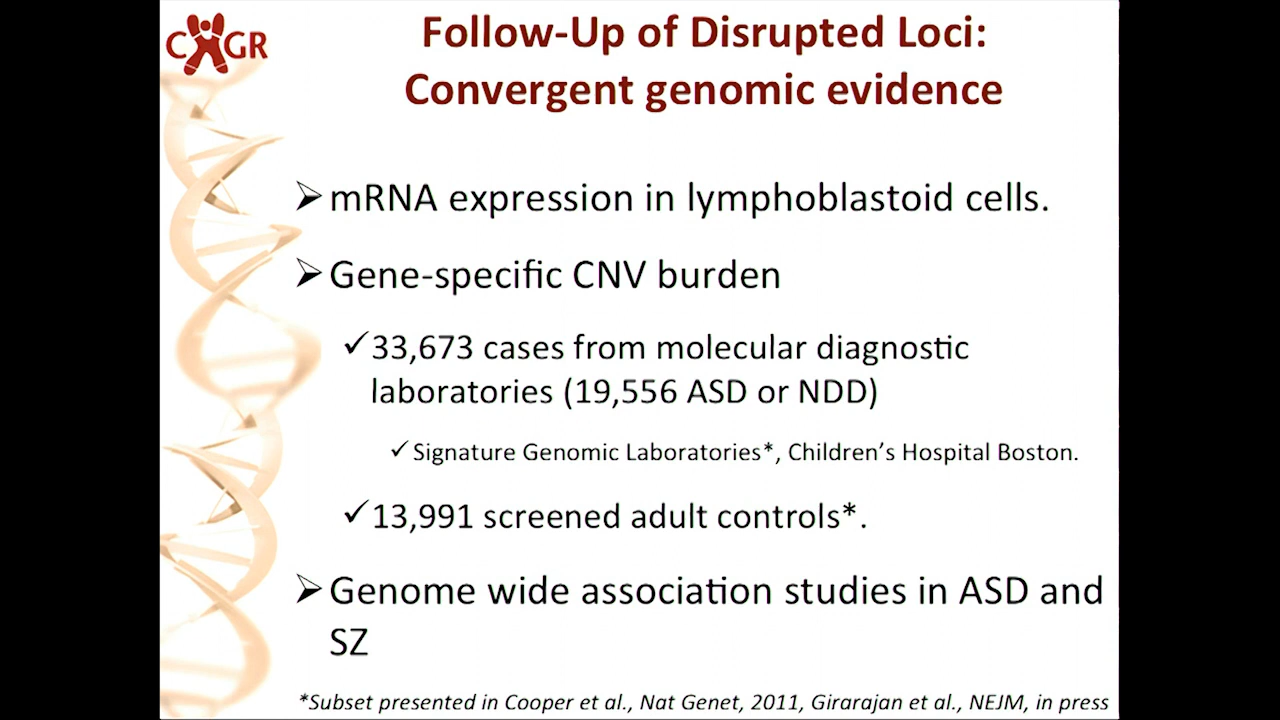 CHGR
Follow-Up of Disrupted Loci:
Convergent genomic evidence
➢ mRNA expression in lymphoblastoid cells.
➢ Gene-specific CNV burden
✓ 33,673 cases from molecular diagnostic
laboratories (19,556 ASD or NDD)
✓ Signature Genomic Laboratories*, Children's Hospital Boston.
✓ 13,991 screened adult controls*.
➢ Genome wide association studies in ASD and
SZ
*Subset presented in Cooper et al., Nat Genet, 2011, Girarajan et al., NEJM, in press